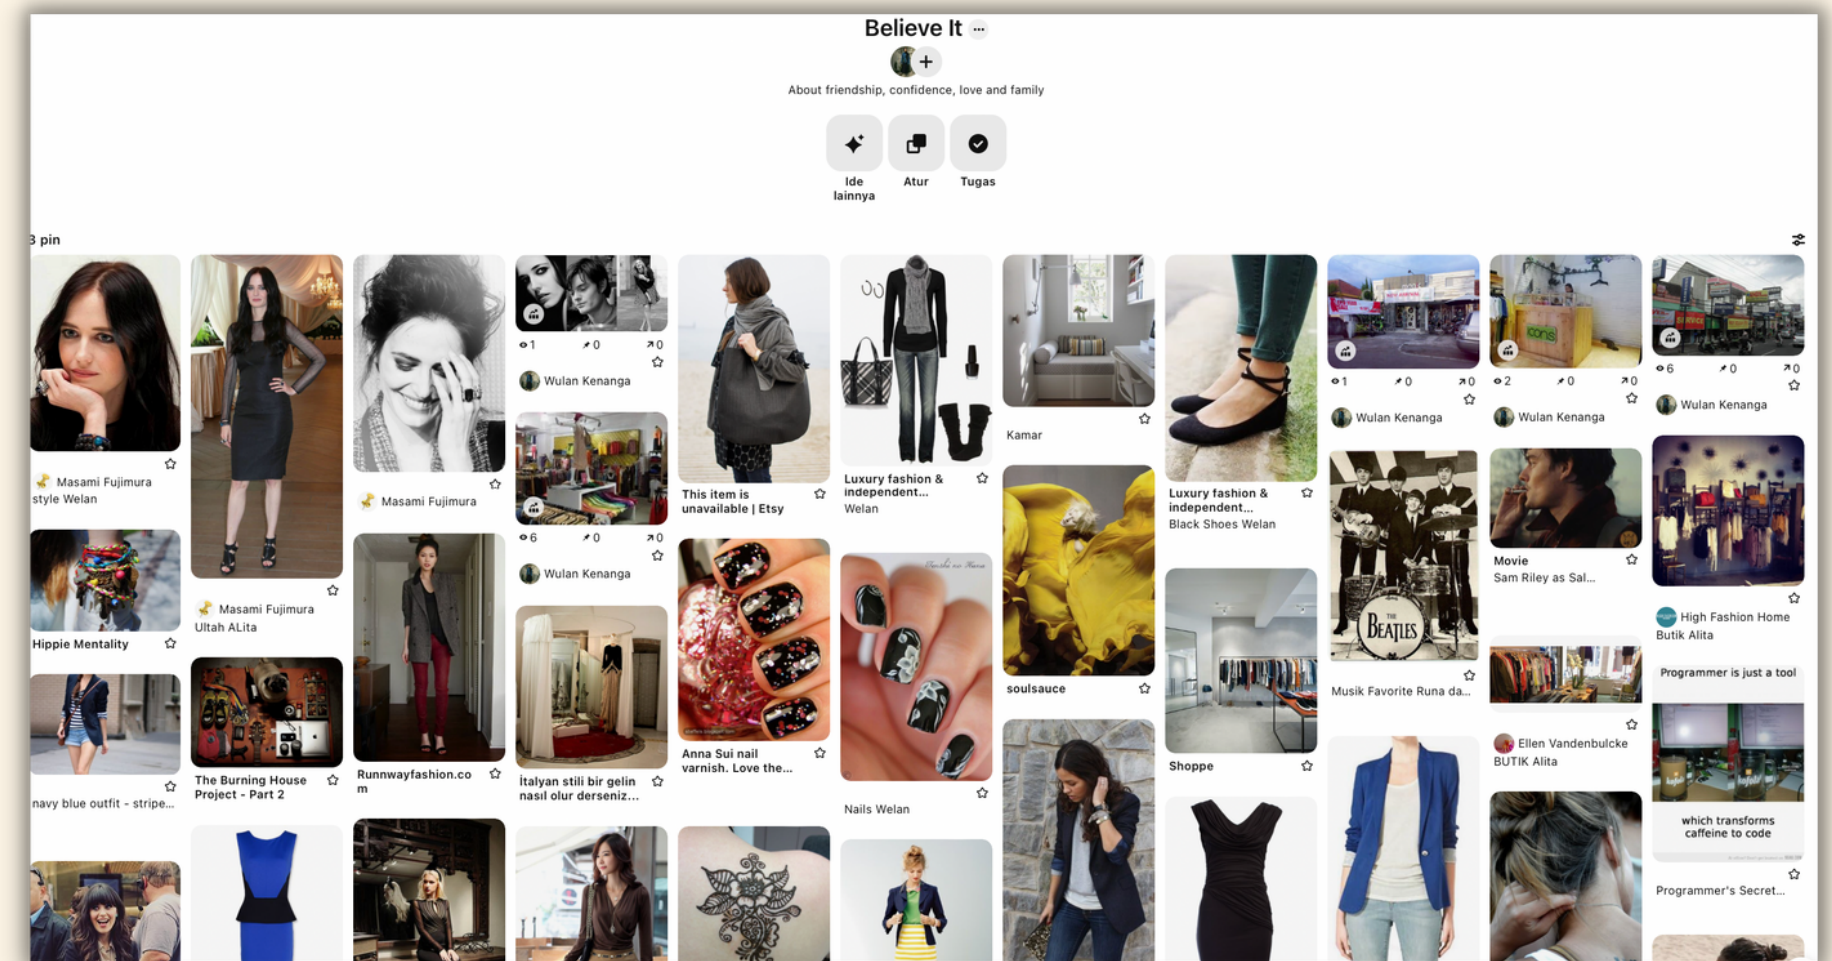 Believe It
About friendship, confidence, love and family
Ide
lainnya
Atur
Tugas
3 pin
Masami Fujimura
style Welan
Hippie Mentality
navy blue outfit - stripe...
Masami Fujimura
Ultah ALita
The Burning House
Project - Part 2
Masami Fujimura
Runnwayfashion.co
m
1
0
0
Wulan Kenanga
6
0
0
Wulan Kenanga
İtalyan stili bir gelin
nasıl olur derseniz...
This item is
unavailable | Etsy
Anna Sui nail
varnish. Love the...
Luxury fashion &
independent...
Welan
Nails Welan
Kamar
soulsauce
Luxury fashion &
independent...
Black Shoes Welan
Shoppe
1
0
0
Wulan Kenanga
THE
BEATLES
Musik Favorite Runa da...
iconis
2
0
0
Wulan Kenanga
Movie
Sam Riley as Sal...
Ellen Vandenbulcke
BUTIK Alita
6
0
0
Wulan Kenanga
High Fashion Home
Butik Alita
Programmer is just a tool
which transforms
caffeine to code
Programmer's Secret...